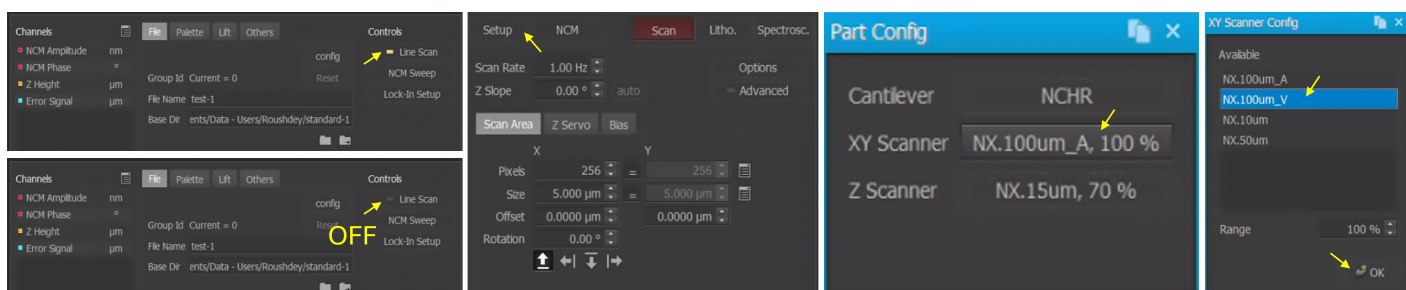 Channels
NCM Amplitude nm
NCM Phase °
Z Height µm
Error Signal µm
File Palette Lift Others
config
Group Id Current = 0 Reset
File Name test-1
Base Dir ents/Data - Users/Roushdey/standard-1
Controls
Line Scan
NCM Sweep
Lock-In Setup
Channels
NCM Amplitude nm
NCM Phase °
Z Height µm
Error Signal µm
File Palette Lift Others
config
Group Id Current = 0 Reset
OFF
File Name test-1
Base Dir ents/Data - Users/Roushdey/standard-1
Controls
Line Scan
NCM Sweep
Lock-In Setup
Setup NCM Scan Litho. Spectrosc.
Scan Rate 1.00 Hz Options
Z Slope 0.00 ° auto Advanced
Scan Area Z Servo Bias
X Y
Pixels 256 = 256
Size 5.000 µm = 5.000 µm
Offset 0.0000 µm 0.0000 µm
Rotation 0.00 °
Part Config
Cantilever NCHR
XY Scanner NX.100um_A, 100 %
Z Scanner NX.15um, 70 %
XY Scanner Config
Available
NX.100um_A
NX.100um_V
NX.10um
NX.50um
Range 100 %
OK